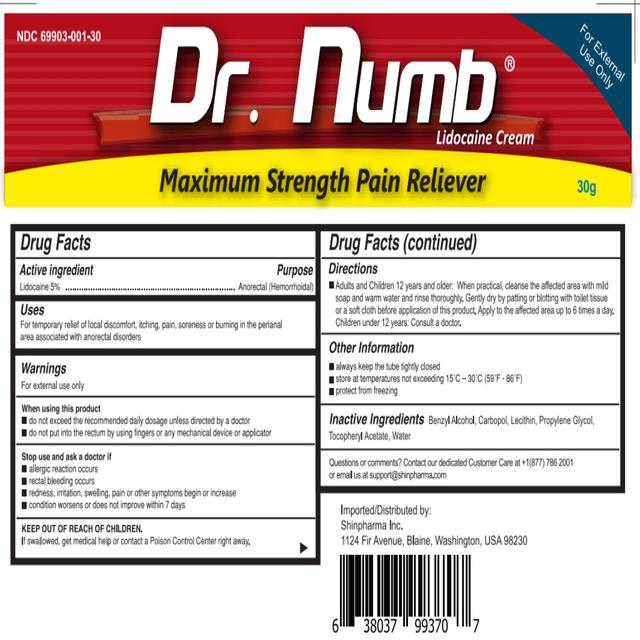 NDC 69903-001-30
Dr. Numb®
For External
Use Only
Lidocaine Cream
Maximum Strength Pain Reliever
30g
Drug Facts
Active ingredient Purpose
Lidocaine 5% ........................................................ Anorectal (Hemorrhoidal)
Uses
For temporary relief of local discomfort, itching, pain, soreness or burning in the perianal
area associated with anorectal disorders
Warnings
For external use only
When using this product
■ do not exceed the recommended daily dosage unless directed by a doctor
■ do not put into the rectum by using fingers or any mechanical device or applicator
Stop use and ask a doctor if
■ allergic reaction occurs
■ rectal bleeding occurs
■ redness, irritation, swelling, pain or other symptoms begin or increase
■ condition worsens or does not improve within 7 days
KEEP OUT OF REACH OF CHILDREN.
If swallowed, get medical help or contact a Poison Control Center right away.
Drug Facts (continued)
Directions
■ Adults and Children 12 years and older: When practical, cleanse the affected area with mild
soap and warm water and rinse thoroughly. Gently dry by patting or blotting with toilet tissue
or a soft cloth before application of this product. Apply to the affected area up to 6 times a day.
Children under 12 years: Consult a doctor.
Other Information
■ always keep the tube tightly closed
■ store at temperatures not exceeding 15˚C – 30˚C (59˚F - 86˚F)
■ protect from freezing
Inactive Ingredients Benzyl Alcohol, Carbopol, Lecithin, Propylene Glycol,
Tocopheryl Acetate, Water
Questions or comments? Contact our dedicated Customer Care at +1(877) 786 2001
or email us at support@shinpharma.com
Imported/Distributed by:
Shinpharma Inc.
1124 Fir Avenue, Blaine, Washington, USA 98230
6 38037 99370 7